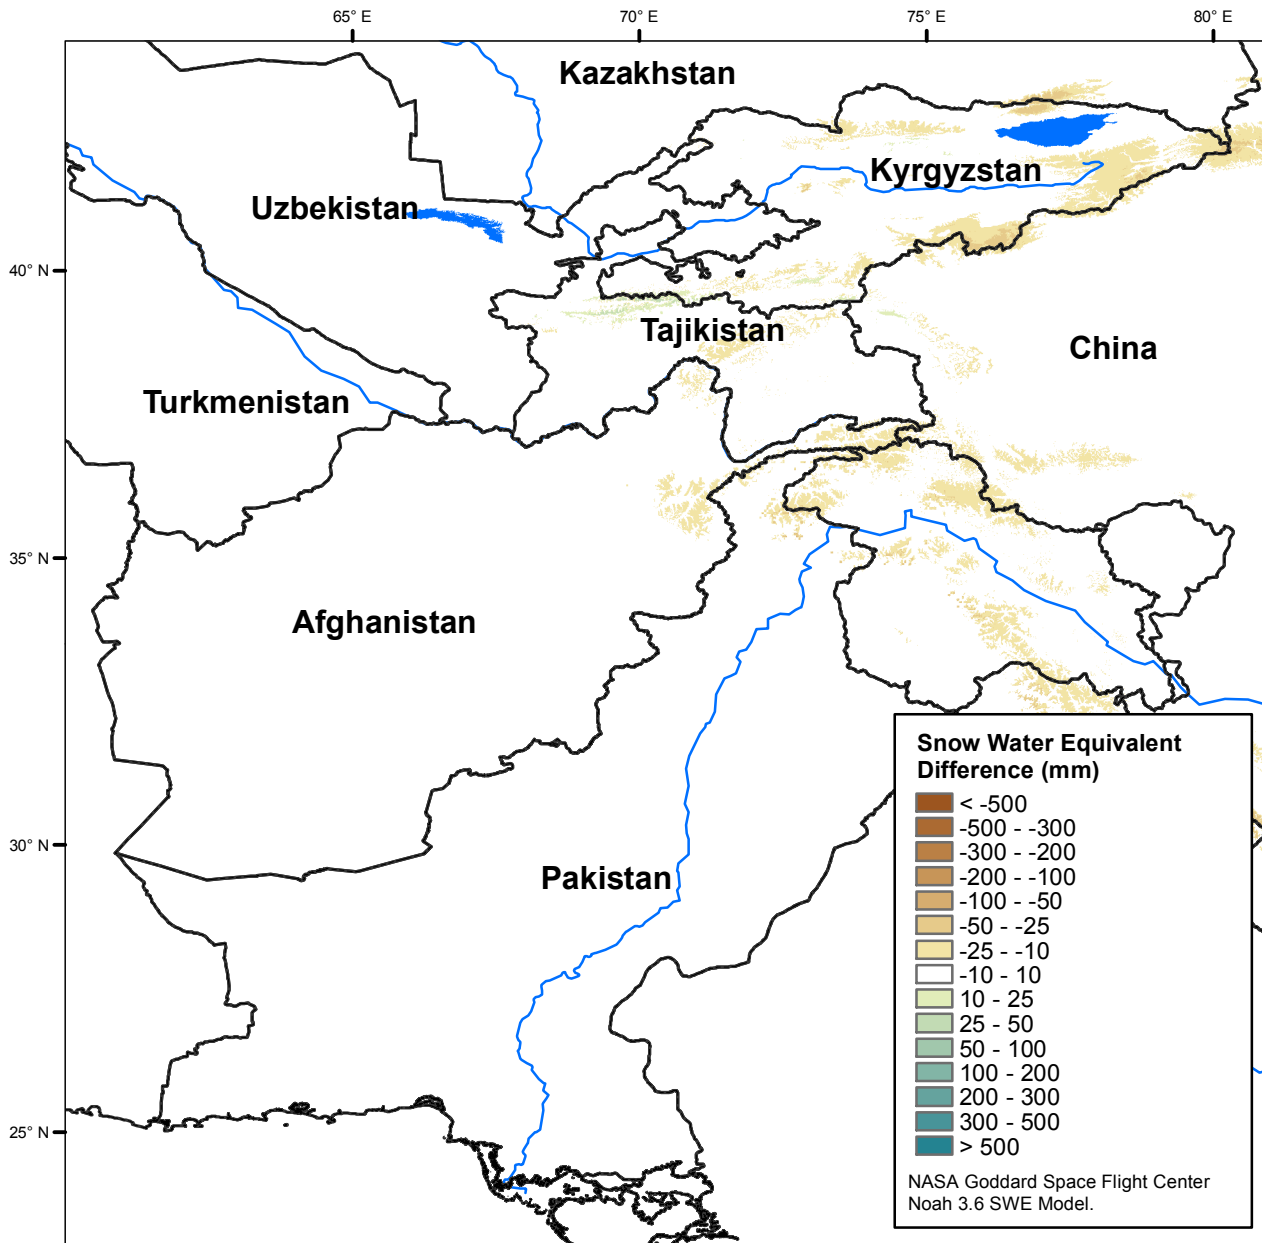 65° E
70° E
75° E
80° E
Kazakhstan
Kyrgyzstan
Uzbekistan
40° N
Tajikistan
China
Turkmenistan
35° N
Afghanistan
Snow Water Equivalent
Difference (mm)
< -500
-500 - -300
30° N
-300 - -200
Pakistan
-200 - -100
-100 - -50
-50 - -25
-25 - -10
-10 - 10
10 - 25
25 - 50
50 - 100
100 - 200
200 - 300
300 - 500
25° N
> 500
NASA Goddard Space Flight Center
Noah 3.6 SWE Model.